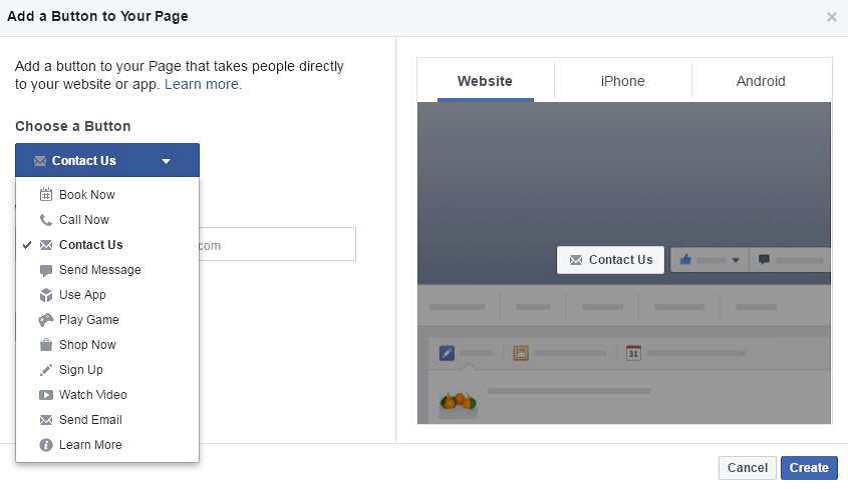 Add a Button to Your Page
Add a button to your Page that takes people directly
to your website or app. Learn more.
Choose a Button
Contact Us
Book Now
Call Now
Contact Us
Send Message
Use App
Play Game
Shop Now
Sign Up
Watch Video
Send Email
Learn More
com
Website
iPhone
Android
Contact Us
31
Cancel
Create